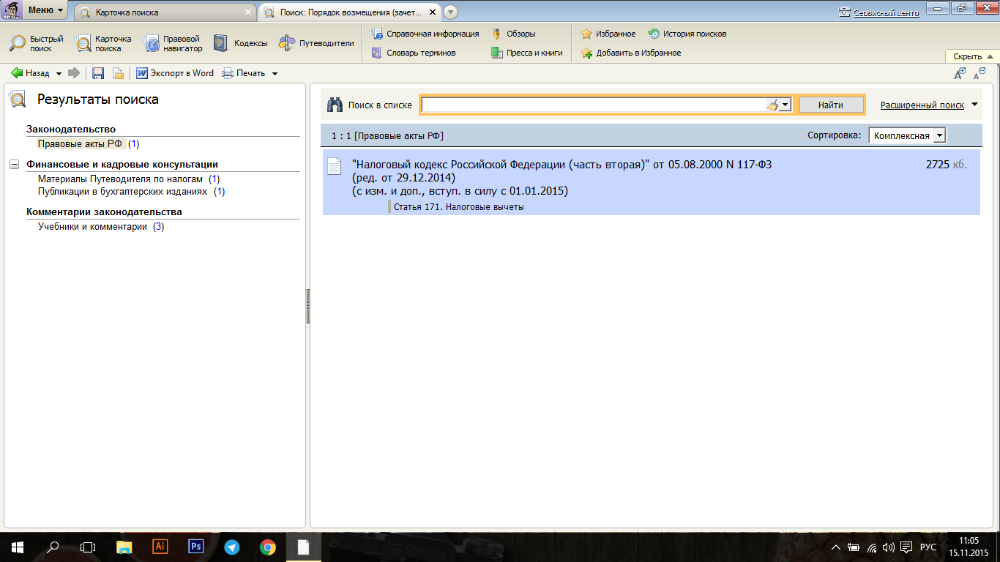 Меню
Карточка поиска
Поиск: Порядок возмещения (зачет...
Сервисный центр
Быстрый поиск
Карточка поиска
Правовой навигатор
Кодексы
Путеводители
Справочная информация
Обзоры
Словарь терминов
Пресса и книги
Избранное
История поисков
Добавить в Избранное
Скрыть
Назад
Экспорт в Word
Печать
Результаты поиска
Законодательство
Правовые акты РФ (1)
Финансовые и кадровые консультации
Материалы Путеводителя по налогам (1)
Публикации в бухгалтерских изданиях (1)
Комментарии законодательства
Учебники и комментарии (3)
Поиск в списке
Найти
Расширенный поиск
1 : 1 [Правовые акты РФ]
Сортировка: Комплексная
"Налоговый кодекс Российской Федерации (часть вторая)" от 05.08.2000 N 117-ФЗ
2725 кб.
(ред. от 29.12.2014)
(с изм. и доп., вступ. в силу с 01.01.2015)
Статья 171. Налоговые вычеты
Ai
Ps
РУС
11:05
15.11.2015